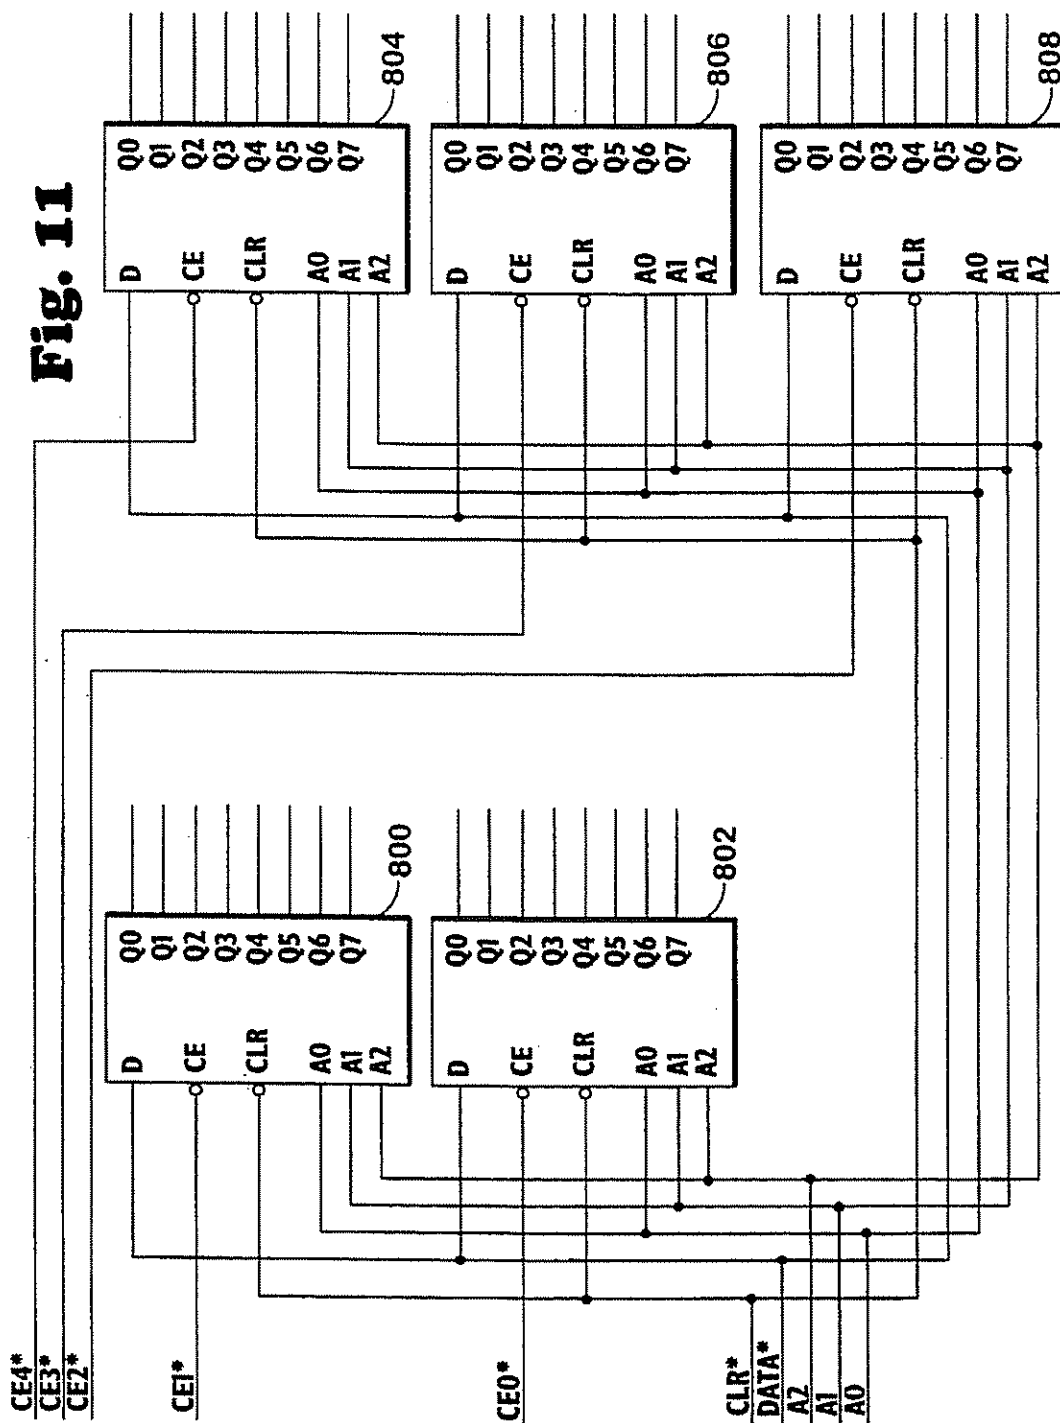 Fig. 11
CE4*
CE3*
CE2*
CE1*
CE0*
CLR*
DATA*
A2
A1
A0
D
CE
CLR
A0
A1
A2
Q0
Q1
Q2
Q3
Q4
Q5
Q6
Q7
800
D
CE
CLR
A0
A1
A2
Q0
Q1
Q2
Q3
Q4
Q5
Q6
Q7
802
D
CE
CLR
A0
A1
A2
Q0
Q1
Q2
Q3
Q4
Q5
Q6
Q7
804
D
CE
CLR
A0
A1
A2
Q0
Q1
Q2
Q3
Q4
Q5
Q6
Q7
806
D
CE
CLR
A0
A1
A2
Q0
Q1
Q2
Q3
Q4
Q5
Q6
Q7
808